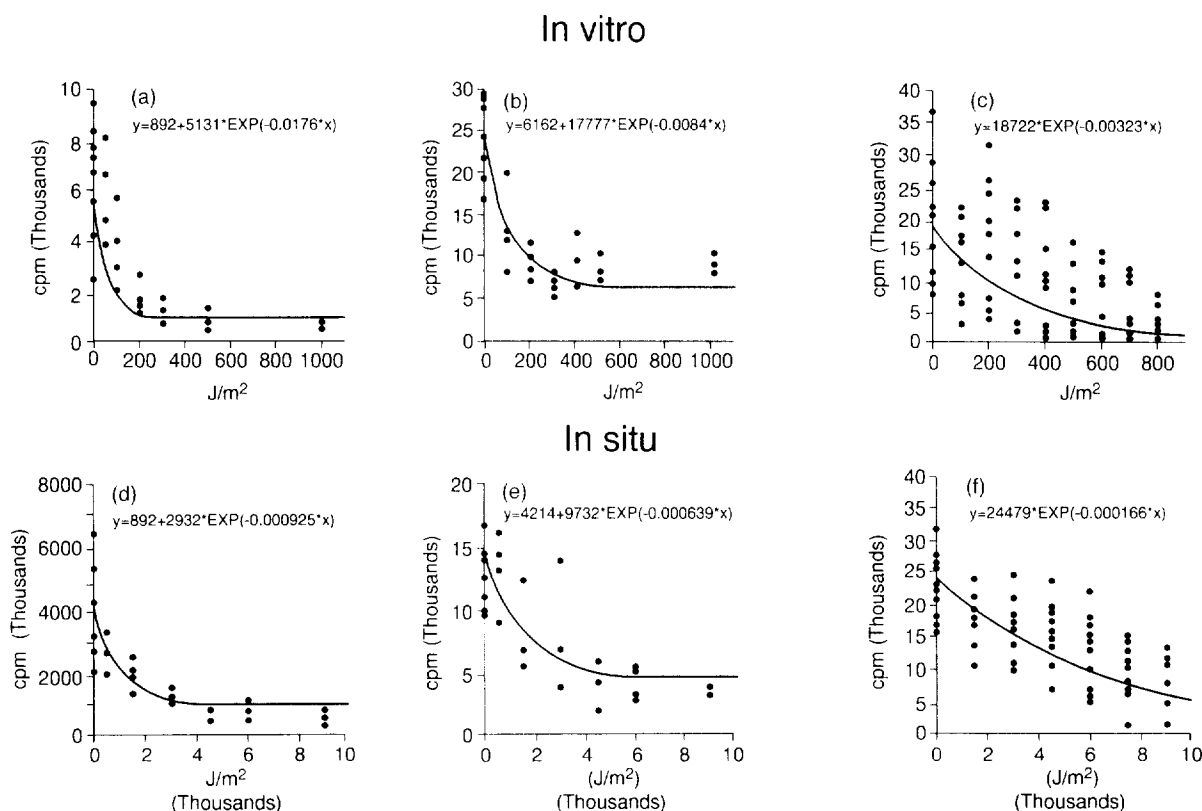 In vitro
(a)
y=892+5131*EXP(-0.0176*x)
cpm (Thousands)
10
8
6
4
2
0
0 200 400 600 800 1000
J/m²
(b)
y=6162+17777*EXP(-0.0084*x)
cpm (Thousands)
30
25
20
15
10
5
0
0 200 400 600 800 1000
J/m²
(c)
y=18722*EXP(-0.00323*x)
cpm (Thousands)
40
35
30
25
20
15
10
5
0
0 200 400 600 800
J/m²
In situ
(d)
y=892+2932*EXP(-0.000925*x)
cpm (Thousands)
8000
6000
4000
2000
0
0 2 4 6 8 10
J/m²
(Thousands)
(e)
y=4214+9732*EXP(-0.000639*x)
cpm (Thousands)
20
15
10
5
0
0 2 4 6 8 10
(J/m²)
(Thousands)
(f)
y=24479*EXP(-0.000166*x)
cpm (Thousands)
40
35
30
25
20
15
10
5
0
0 2 4 6 8 10
(J/m²)
(Thousands)